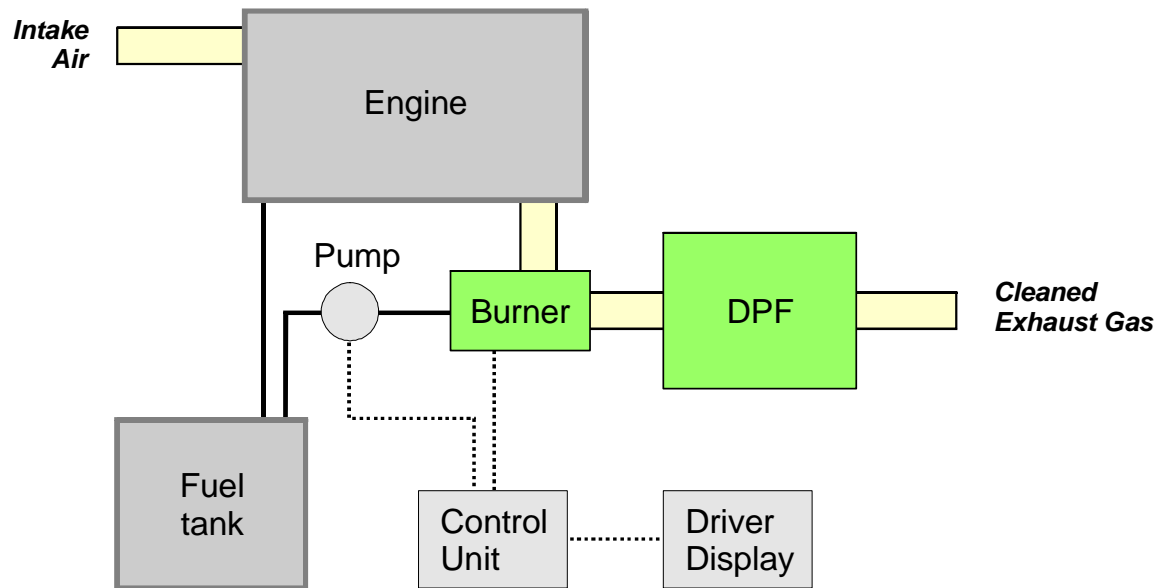 Intake
Air
Engine
Pump
Burner
DPF
Cleaned
Exhaust Gas
Fuel
tank
Control
Unit
Driver
Display